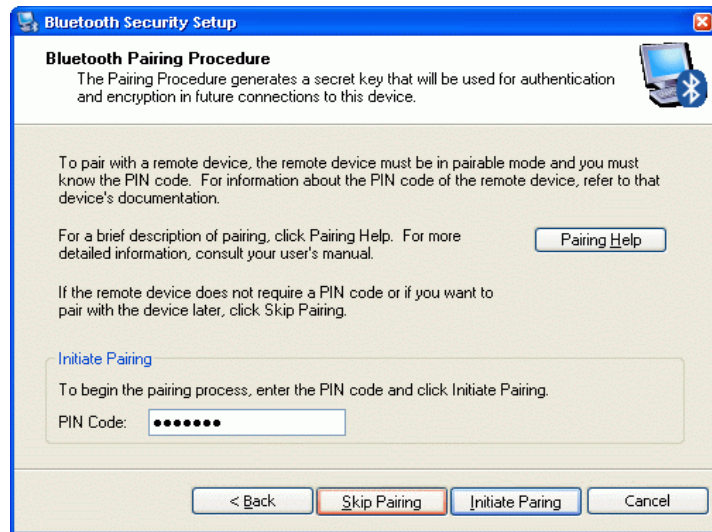 Bluetooth Security Setup
Bluetooth Pairing Procedure
The Pairing Procedure generates a secret key that will be used for authentication
and encryption in future connections to this device.
To pair with a remote device, the remote device must be in pairable mode and you must
know the PIN code. For information about the PIN code of the remote device, refer to that
device's documentation.
For a brief description of pairing, click Pairing Help. For more
detailed information, consult your user's manual.
Pairing Help
If the remote device does not require a PIN code or if you want to
pair with the device later, click Skip Pairing.
Initiate Pairing
To begin the pairing process, enter the PIN code and click Initiate Pairing.
PIN Code: •••••••
< Back Skip Pairing Initiate Paring Cancel